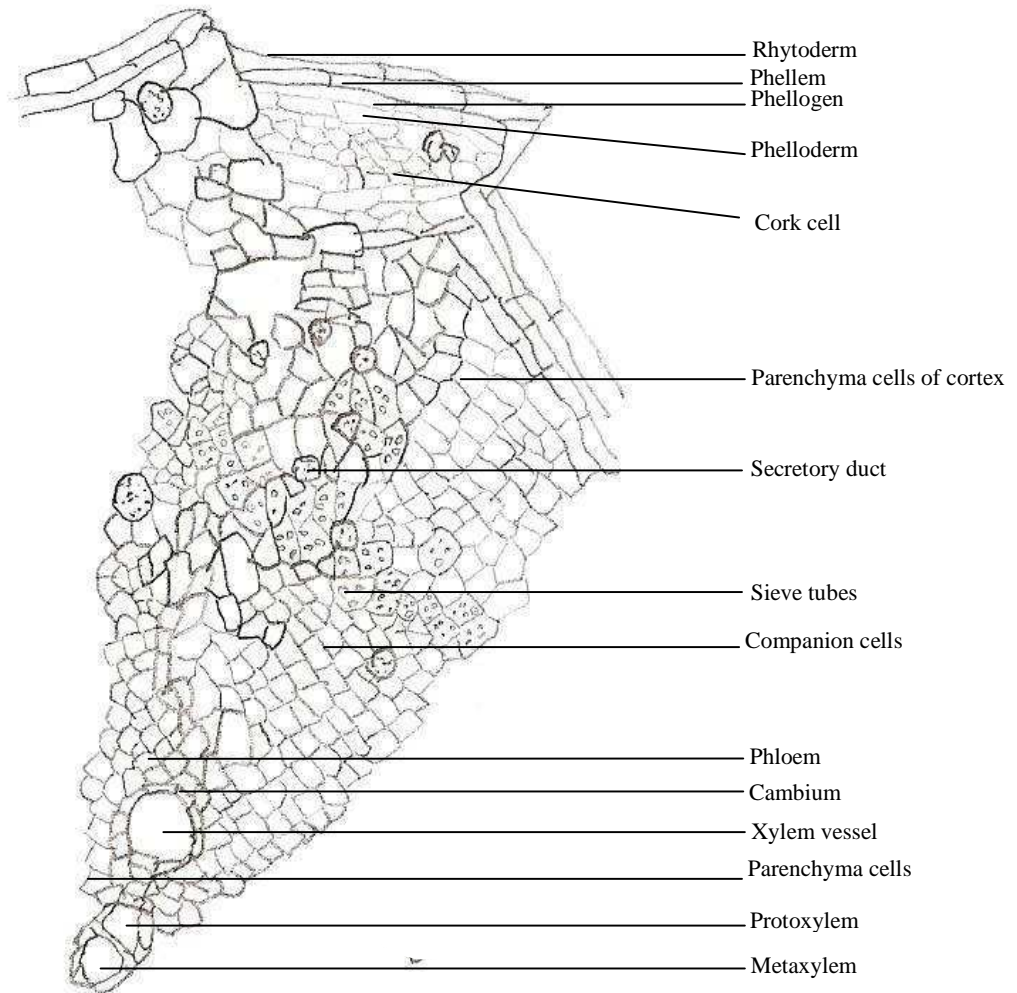 Rhytoderm
Phellem
Phellogen
Phelloderm
Cork cell
Parenchyma cells of cortex
Secretory duct
Sieve tubes
Companion cells
Phloem
Cambium
Xylem vessel
Parenchyma cells
Protoxylem
Metaxylem